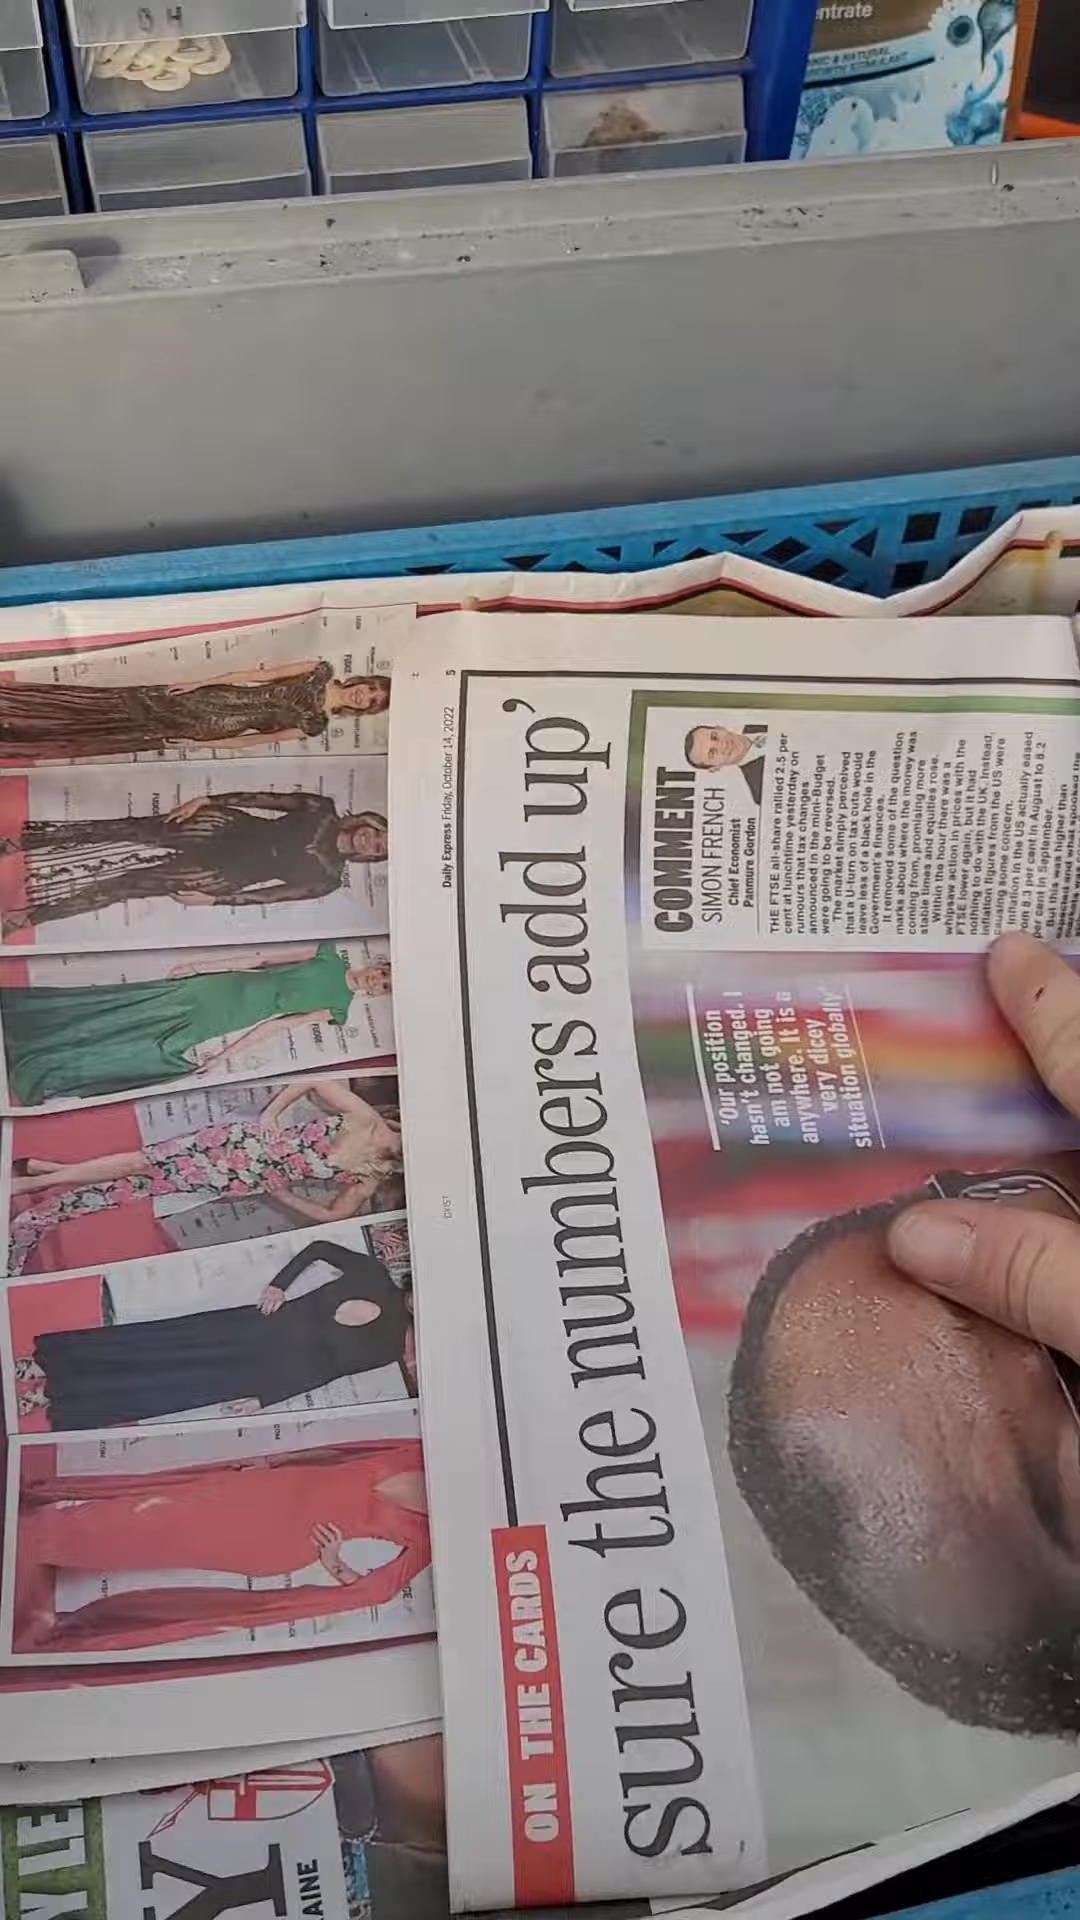 ntrate
Daily Express Friday, October 14, 2022
5
ON THE CARDS
sure the numbers add up'
'Our position
hasn't changed. I
am not going
anywhere. It is a
very dicey
situation globally'
COMMENT
SIMON FRENCH
Chief Economist
Panmure Gordon
THE FTSE all-share rallied 2.5 per
cent at lunchtime yesterday on
rumours that tax changes
announced in the mini-Budget
were going to be reversed.
The market simply perceived
that a U-turn on tax cuts would
leave less of a black hole in the
Government's finances.
It removed some of the question
marks about where the money was
coming from, promising more
stable times and equities rose.
Within the hour there was a
whipsaw action in prices with the
FTSE lower again, but it had
nothing to do with the UK. Instead,
inflation figures from the US were
causing some concern.
Inflation in the US actually eased
from 8.3 per cent in August to 8.2
per cent in September.
But this was higher than
Y LE
Y
AINE